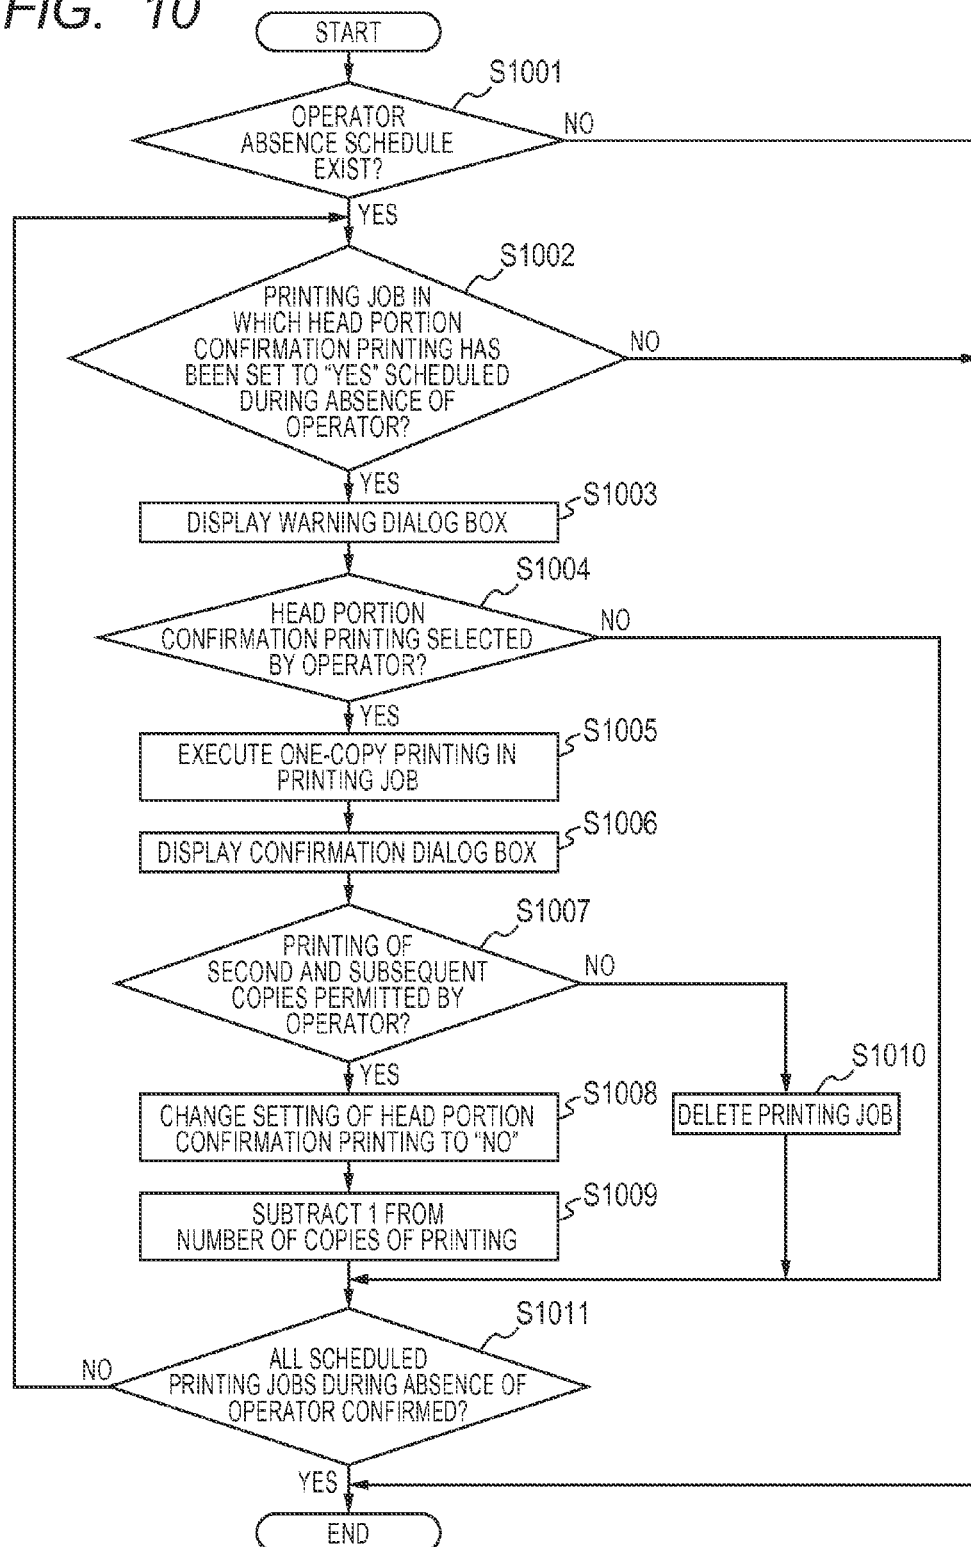 FIG. 10
START
S1001
OPERATOR
ABSENCE SCHEDULE
EXIST?
NO
YES
S1002
PRINTING JOB IN
WHICH HEAD PORTION
CONFIRMATION PRINTING HAS
BEEN SET TO "YES" SCHEDULED
DURING ABSENCE OF
OPERATOR?
NO
YES
S1003
DISPLAY WARNING DIALOG BOX
S1004
HEAD PORTION
CONFIRMATION PRINTING SELECTED
BY OPERATOR?
NO
YES
S1005
EXECUTE ONE-COPY PRINTING IN
PRINTING JOB
S1006
DISPLAY CONFIRMATION DIALOG BOX
S1007
PRINTING OF
SECOND AND SUBSEQUENT
COPIES PERMITTED BY
OPERATOR?
NO
YES
S1008
CHANGE SETTING OF HEAD PORTION
CONFIRMATION PRINTING TO "NO"
S1010
DELETE PRINTING JOB
S1009
SUBTRACT 1 FROM
NUMBER OF COPIES OF PRINTING
S1011
ALL SCHEDULED
PRINTING JOBS DURING ABSENCE OF
OPERATOR CONFIRMED?
NO
YES
END